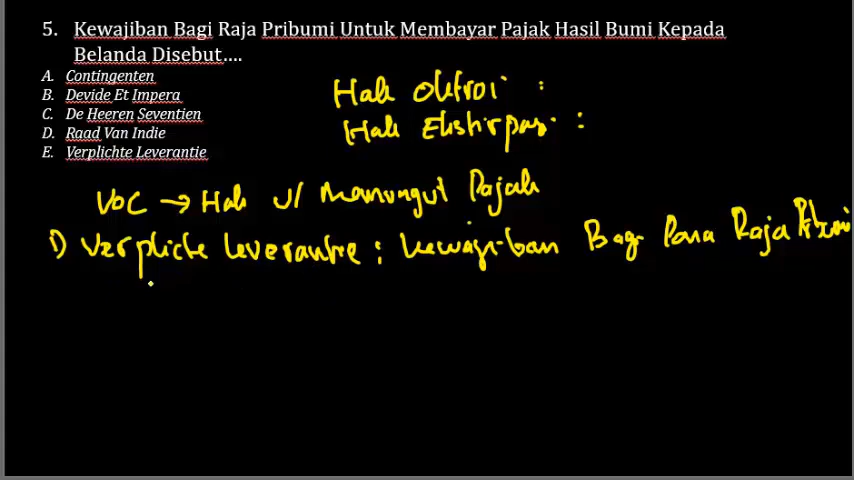 5. Kewajiban Bagi Raja Pribumi Untuk Membayar Pajak Hasil Bumi Kepada
Belanda Disebut....
A. Contingenten
B. Devide Et Impera
C. De Heeren Seventien
D. Raad Van Indie
E. Verplichte Leverantie
Hak Oktroi :
Hak Ekstirpasi :
VOC → Hak u/ Memungut Pajak
1) Verplicte leverantie : kewajiban Bagi Para Raja